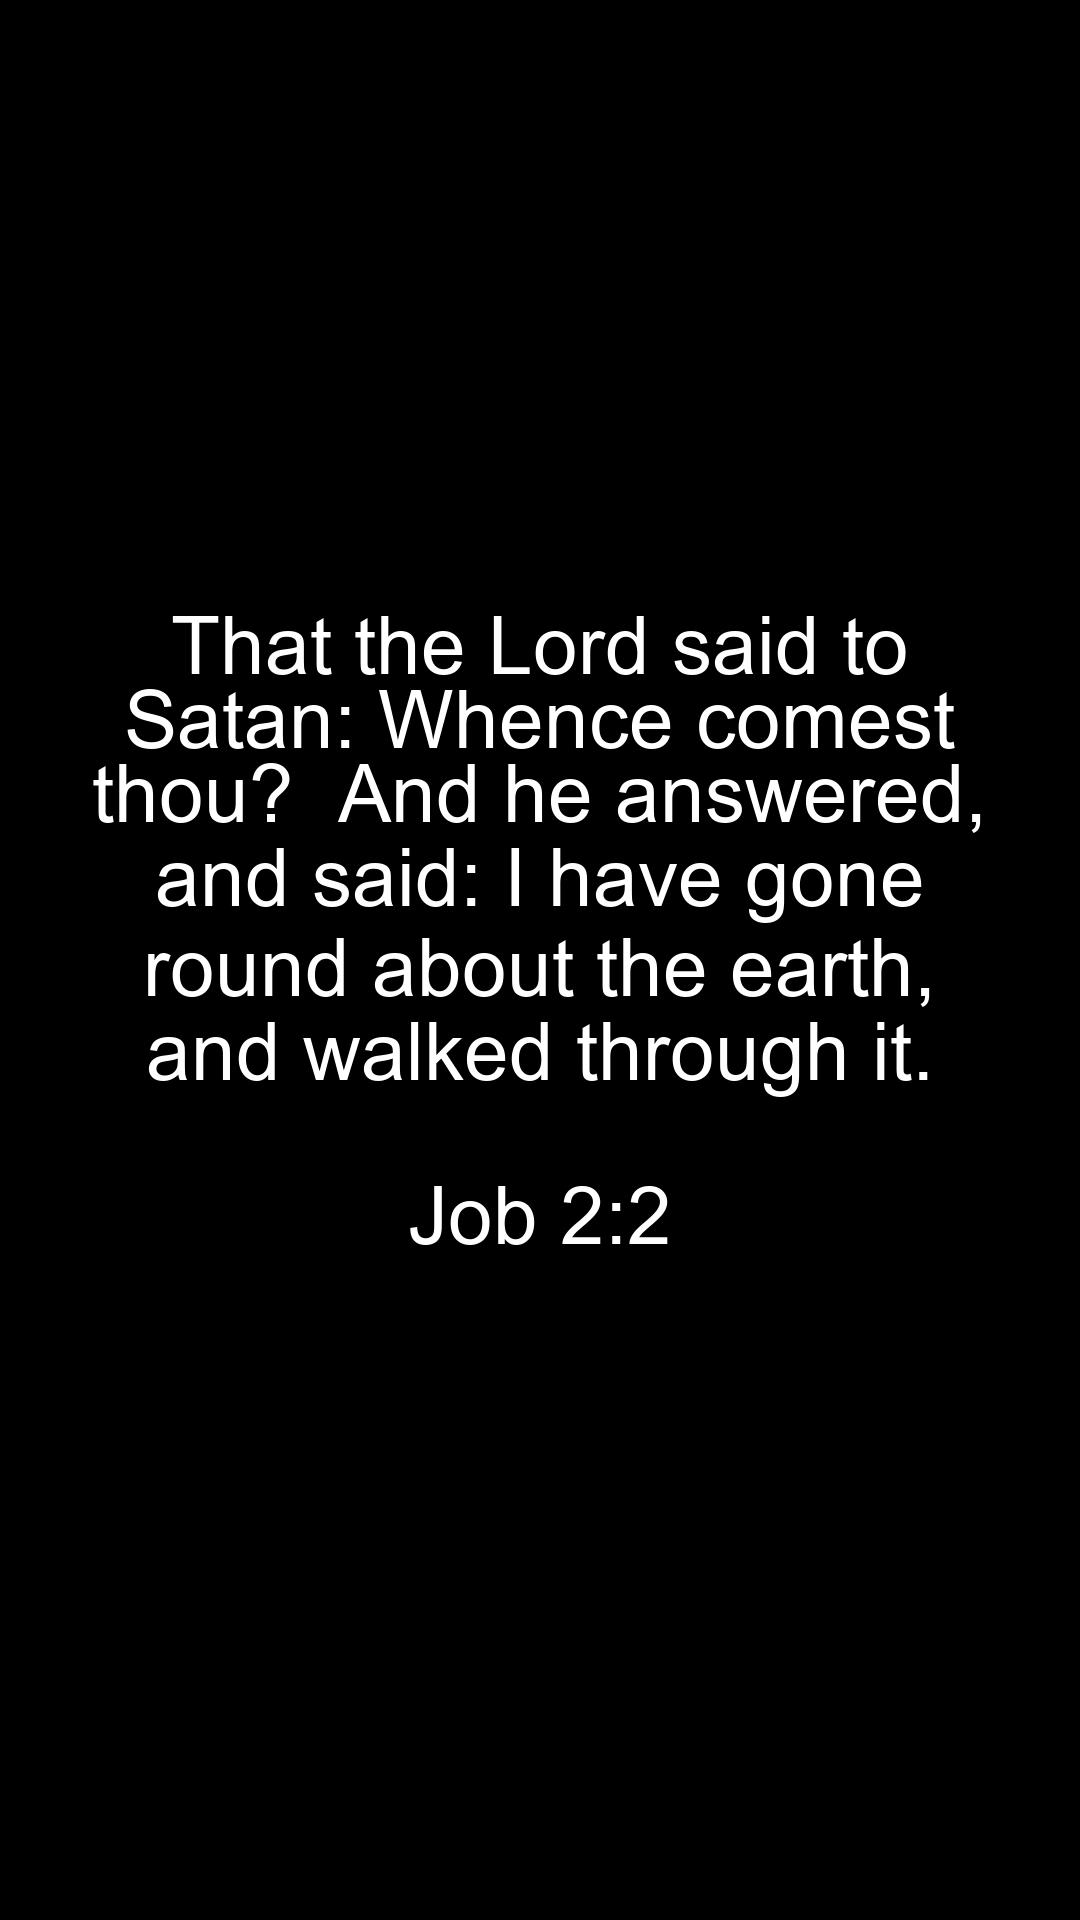 That the Lord said to
Satan: Whence comest
thou?  And he answered,
and said: I have gone
round about the earth,
and walked through it.
Job 2:2